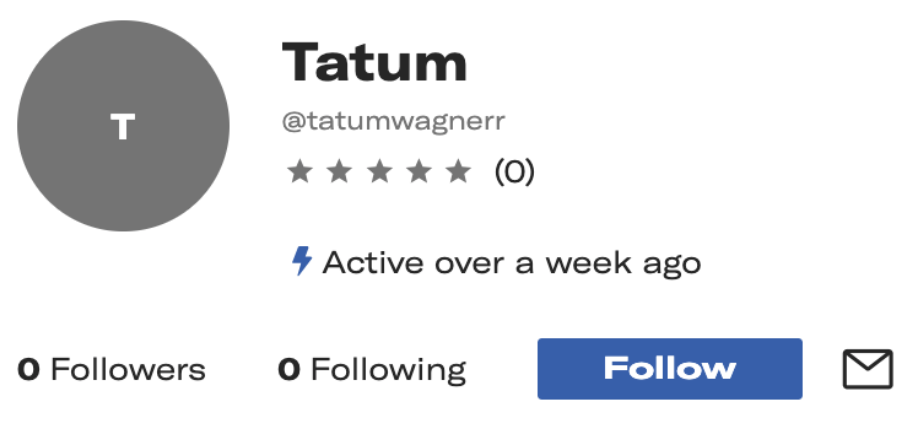 T
Tatum
@tatumwagnerr
(0)
Active over a week ago
0 Followers 0 Following Follow